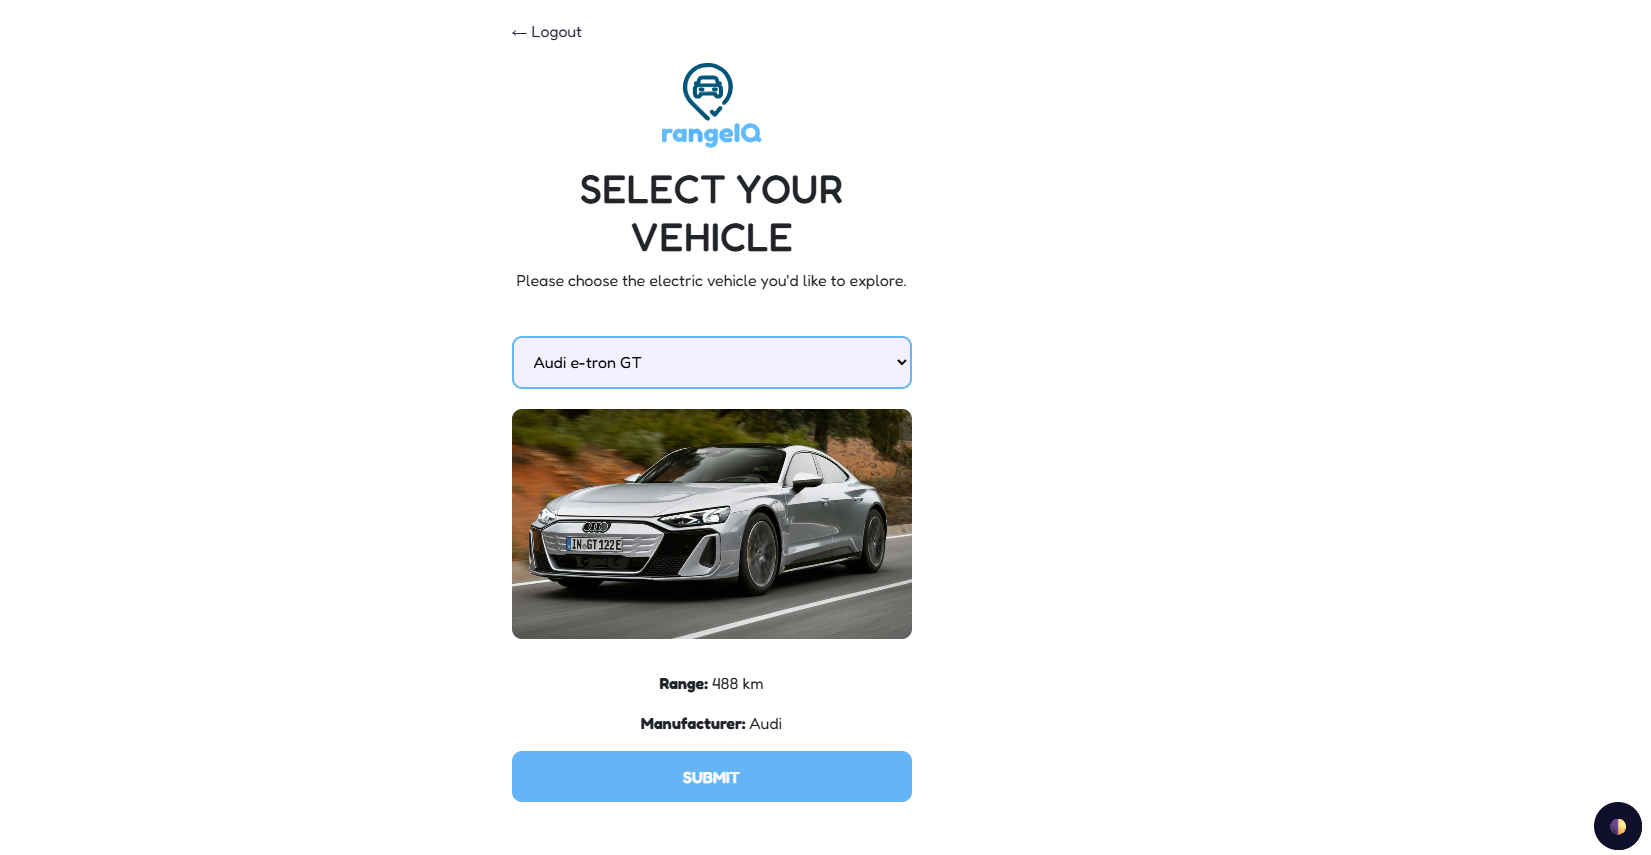 ← Logout
rangeIQ
SELECT YOUR
VEHICLE
Please choose the electric vehicle you'd like to explore.
Audi e-tron GT
IN GT 122E
Range: 488 km
Manufacturer: Audi
SUBMIT